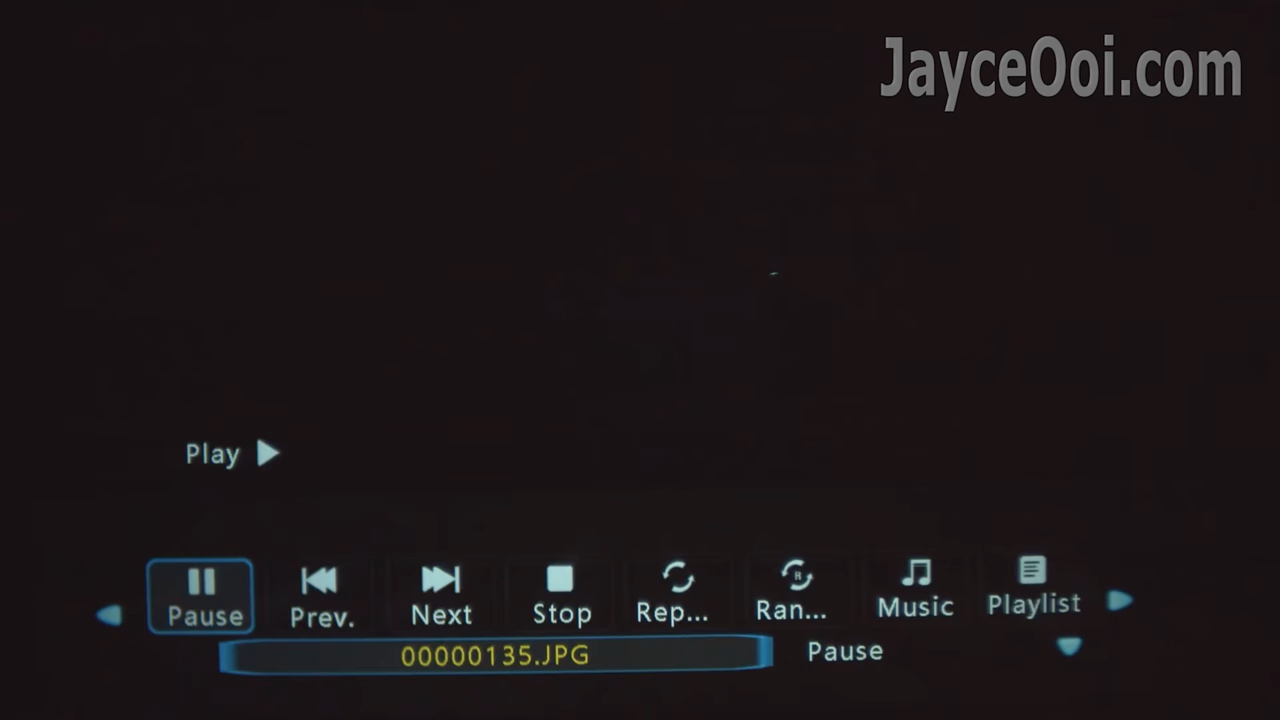 JayceOoi.com
Play
Pause
Prev.
Next
Stop
Rep...
Ran...
Music
Playlist
00000135.JPG
Pause